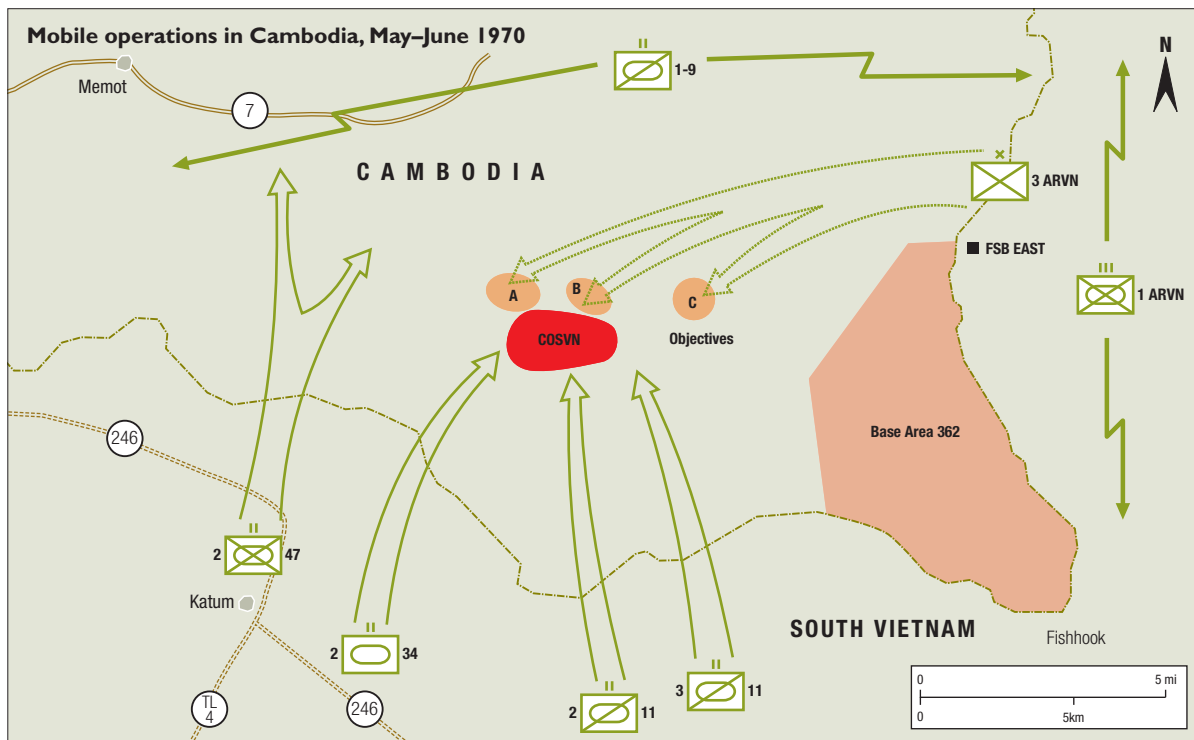 Mobile operations in Cambodia, May–June 1970
1-9
N
Memot
7
CAMBODIA
3 ARVN
FSB EAST
A
B
C
1 ARVN
COSVN
Objectives
246
Base Area 362
2
47
Katum
2
34
SOUTH VIETNAM
Fishhook
3
11
2
11
TL
4
246
0
5 mi
0
5km